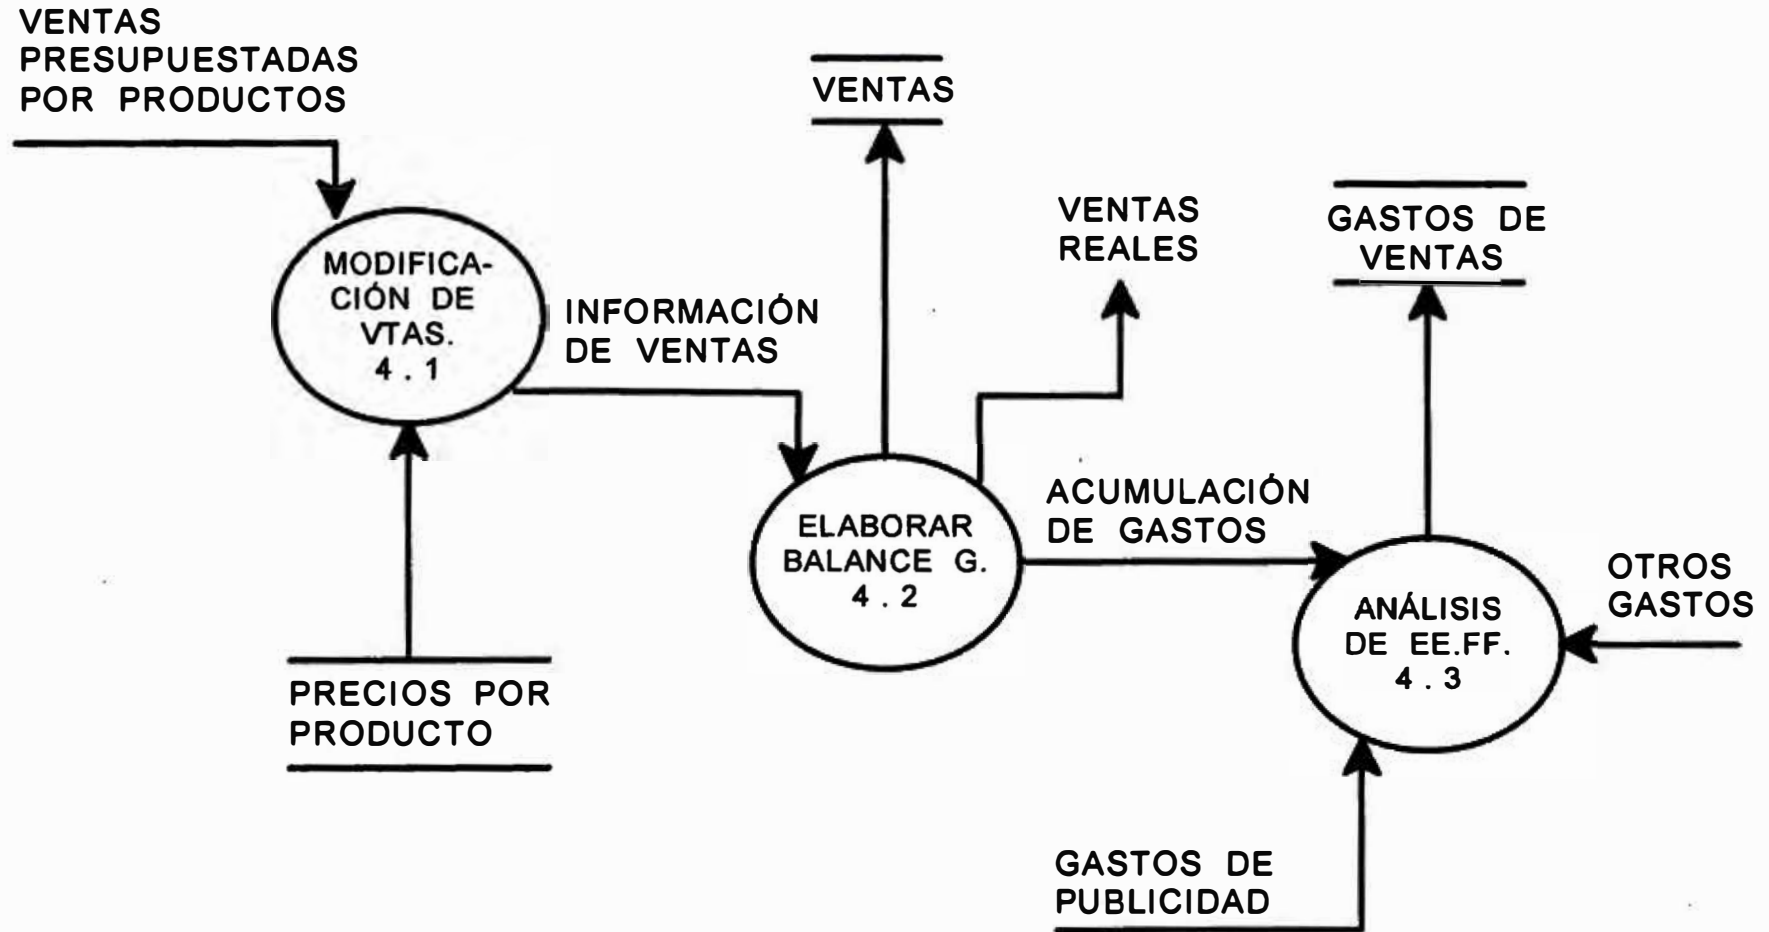 VENTAS
PRESUPUESTADAS
POR PRODUCTOS
VENTAS
VENTAS
REALES
GASTOS DE
VENTAS
MODIFICA-
CIÓN DE
VTAS.
4 . 1
INFORMACIÓN
DE VENTAS
ACUMULACIÓN
DE GASTOS
ELABORAR
BALANCE G.
4 . 2
OTROS
GASTOS
ANÁLISIS
DE EE.FF.
4 . 3
PRECIOS POR
PRODUCTO
GASTOS DE
PUBLICIDAD